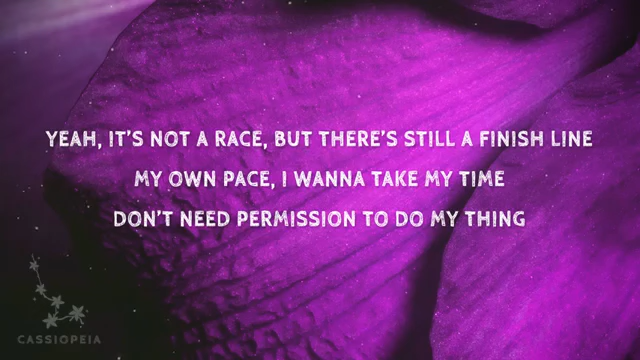 YEAH, IT'S NOT A RACE, BUT THERE'S STILL A FINISH LINE
MY OWN PACE, I WANNA TAKE MY TIME
DON'T NEED PERMISSION TO DO MY THING
CASSIOPEIA